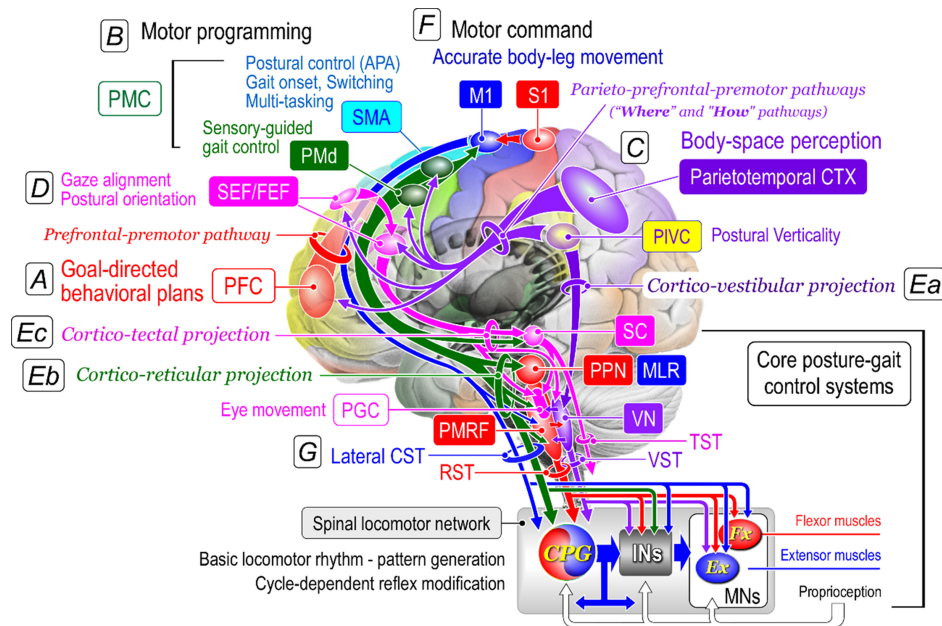 B Motor programming
F Motor command
Accurate body-leg movement
Postural control (APA)
Gait onset, Switching
Multi-tasking
PMC
SMA
M1
S1
Parieto-prefrontal-premotor pathways
("Where" and "How" pathways)
Sensory-guided
gait control
PMd
C Body-space perception
Parietotemporal CTX
D Gaze alignment
Postural orientation
SEF/FEF
Prefrontal-premotor pathway
PIVC Postural Verticality
A Goal-directed
behavioral plans
PFC
Cortico-vestibular projection Ea
Ec Cortico-tectal projection
SC
Eb Cortico-reticular projection
PPN MLR
Core posture-gait
control systems
Eye movement PGC
VN
PMRF
TST
G Lateral CST
VST
RST
Spinal locomotor network
Basic locomotor rhythm - pattern generation
Cycle-dependent reflex modification
CPG
INs
Fx
Ex
MNs
Flexor muscles
Extensor muscles
Proprioception